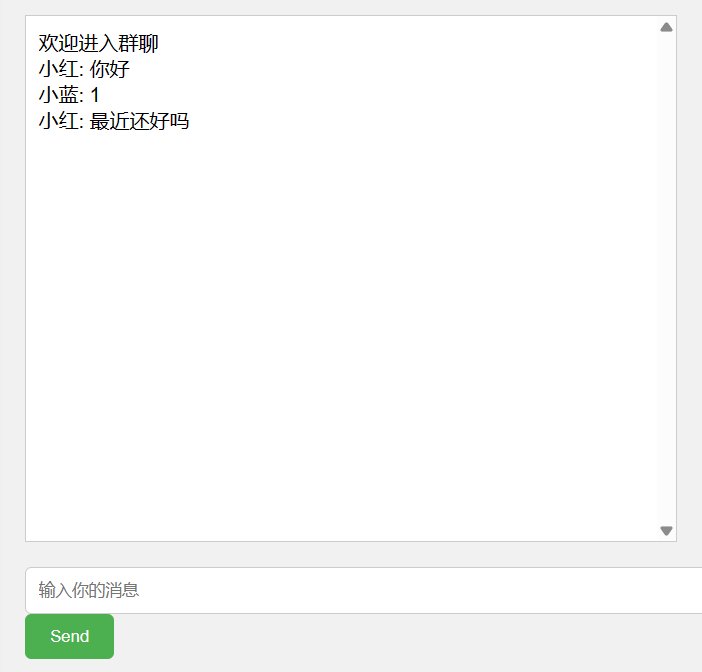 欢迎进入群聊
小红: 你好
小蓝: 1
小红: 最近还好吗
输入你的消息
Send